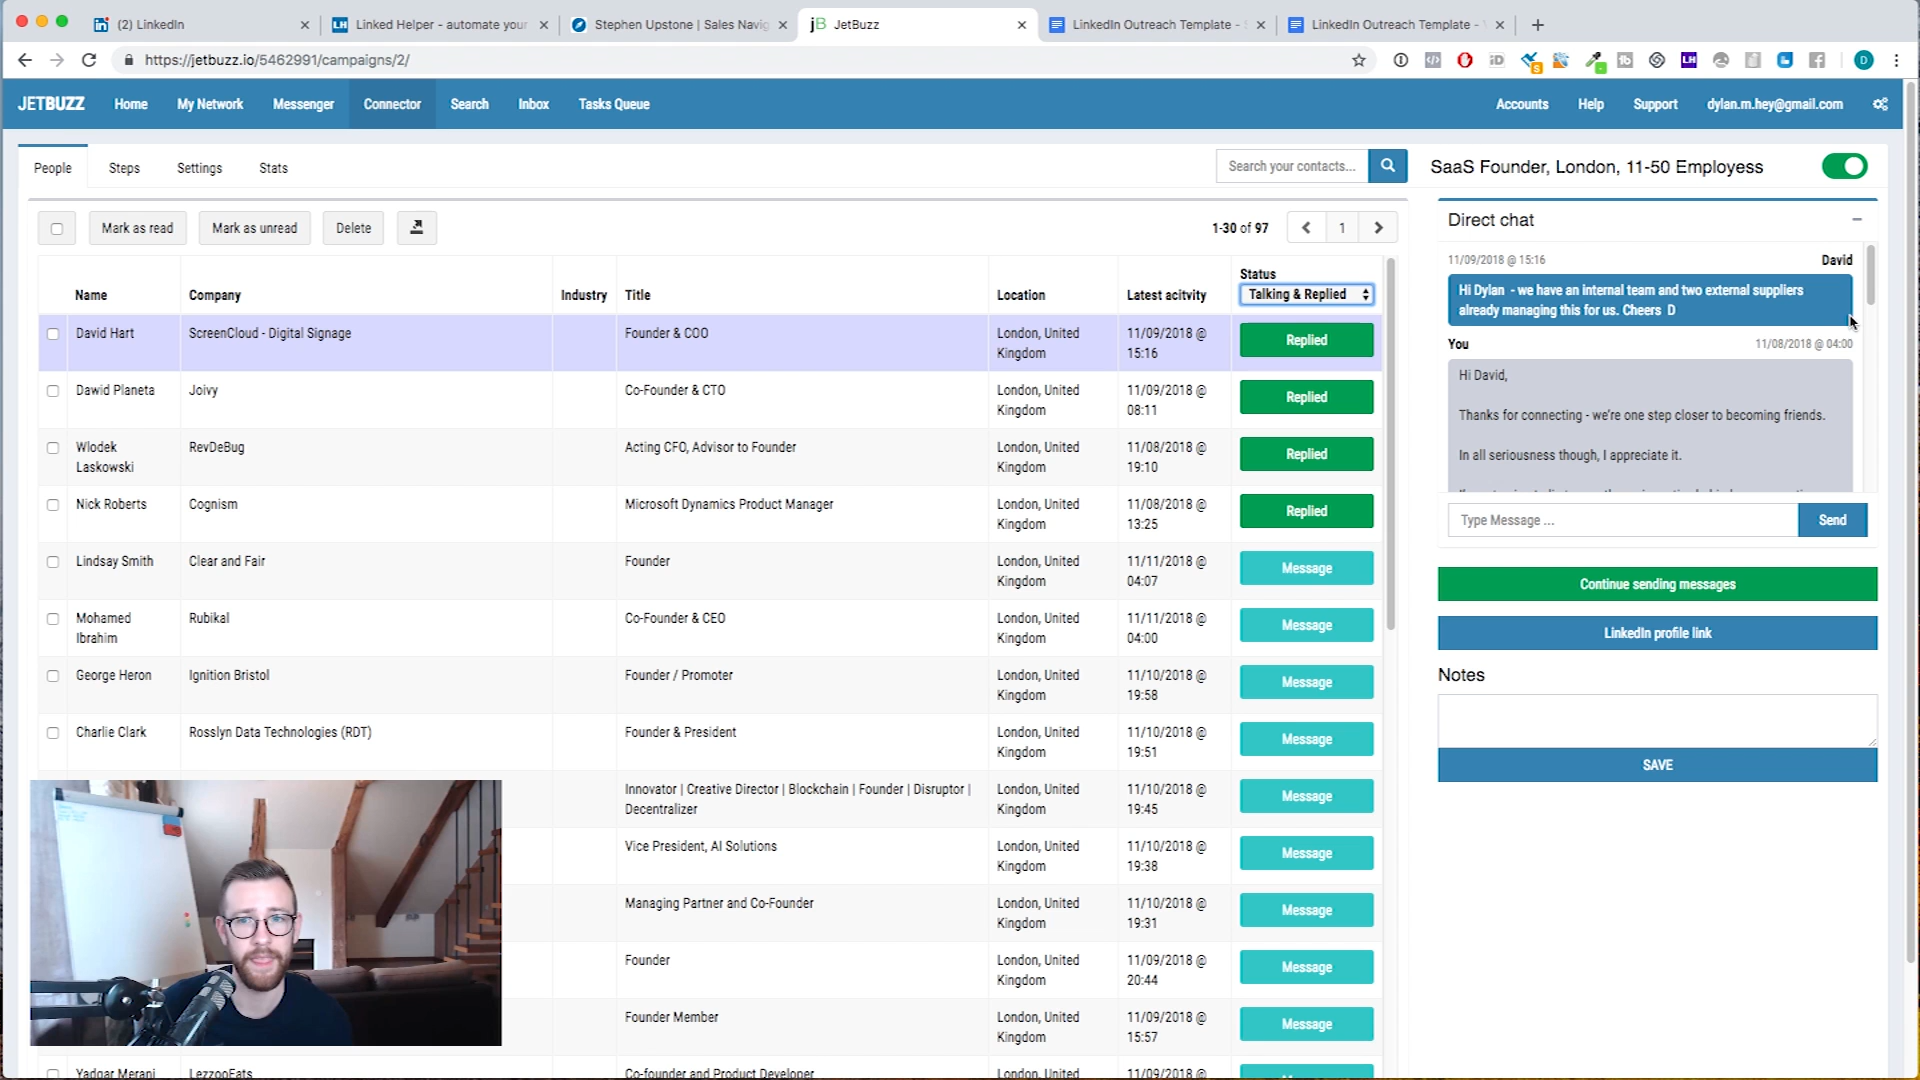 (2) LinkedIn
Linked Helper - automate your
Stephen Upstone | Sales Navig
JetBuzz
LinkedIn Outreach Template -
LinkedIn Outreach Template -
https://jetbuzz.io/5462991/campaigns/2/
JETBUZZ Home My Network Messenger Connector Search Inbox Tasks Queue Accounts Help Support dylan.m.hey@gmail.com
People Steps Settings Stats
Search your contacts...
SaaS Founder, London, 11-50 Employess
Mark as read Mark as unread Delete
1-30 of 97
1
Name Company Industry Title Location Latest acitvity Status
Talking & Replied
David Hart ScreenCloud - Digital Signage Founder & COO London, United Kingdom 11/09/2018 @ 15:16 Replied
Dawid Planeta Joivy Co-Founder & CTO London, United Kingdom 11/09/2018 @ 08:11 Replied
Wlodek Laskowski RevDeBug Acting CFO, Advisor to Founder London, United Kingdom 11/08/2018 @ 19:10 Replied
Nick Roberts Cognism Microsoft Dynamics Product Manager London, United Kingdom 11/08/2018 @ 13:25 Replied
Lindsay Smith Clear and Fair Founder London, United Kingdom 11/11/2018 @ 04:07 Message
Mohamed Ibrahim Rubikal Co-Founder & CEO London, United Kingdom 11/11/2018 @ 04:00 Message
George Heron Ignition Bristol Founder / Promoter London, United Kingdom 11/10/2018 @ 19:58 Message
Charlie Clark Rosslyn Data Technologies (RDT) Founder & President London, United Kingdom 11/10/2018 @ 19:51 Message
Innovator | Creative Director | Blockchain | Founder | Disruptor | Decentralizer London, United Kingdom 11/10/2018 @ 19:45 Message
Vice President, AI Solutions London, United Kingdom 11/10/2018 @ 19:38 Message
Managing Partner and Co-Founder London, United Kingdom 11/10/2018 @ 19:31 Message
Founder London, United Kingdom 11/09/2018 @ 20:44 Message
Founder Member London, United Kingdom 11/09/2018 @ 15:57 Message
Yadgar Merani LezzooEats Co-founder and Product Developer London, United 11/09/2018 @
Direct chat
11/09/2018 @ 15:16 David
Hi Dylan - we have an internal team and two external suppliers
already managing this for us. Cheers D
You 11/08/2018 @ 04:00
Hi David,
Thanks for connecting - we're one step closer to becoming friends.
In all seriousness though, I appreciate it.
Type Message ...
Send
Continue sending messages
LinkedIn profile link
Notes
SAVE